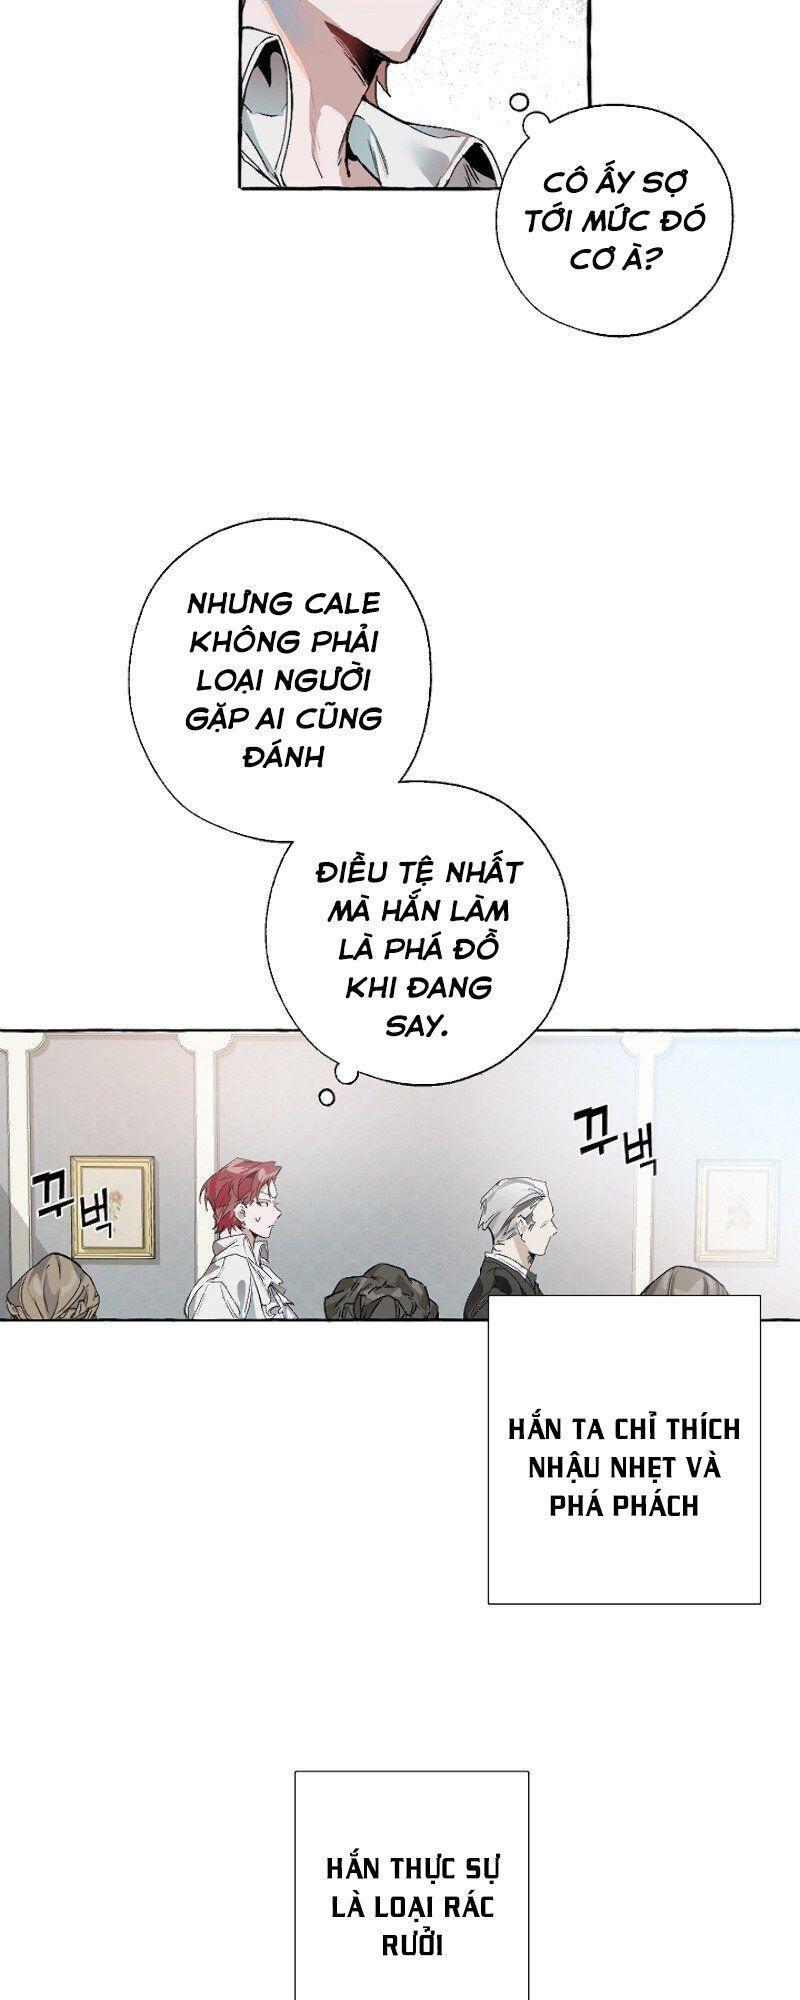 CÔ ẤY SỢ
TỚI MỨC ĐÓ
CƠ À?
NHƯNG CALE
KHÔNG PHẢI
LOẠI NGƯỜI
GẶP AI CŨNG
ĐÁNH
ĐIỀU TỆ NHẤT
MÀ HẮN LÀM
LÀ PHÁ ĐỒ
KHI ĐANG
SAY.
꾸벅
꾸벅
HẮN TA CHỈ THÍCH
NHẬU NHẸT VÀ
PHÁ PHÁCH
HẮN THỰC SỰ
LÀ LOẠI RÁC
RƯỞI